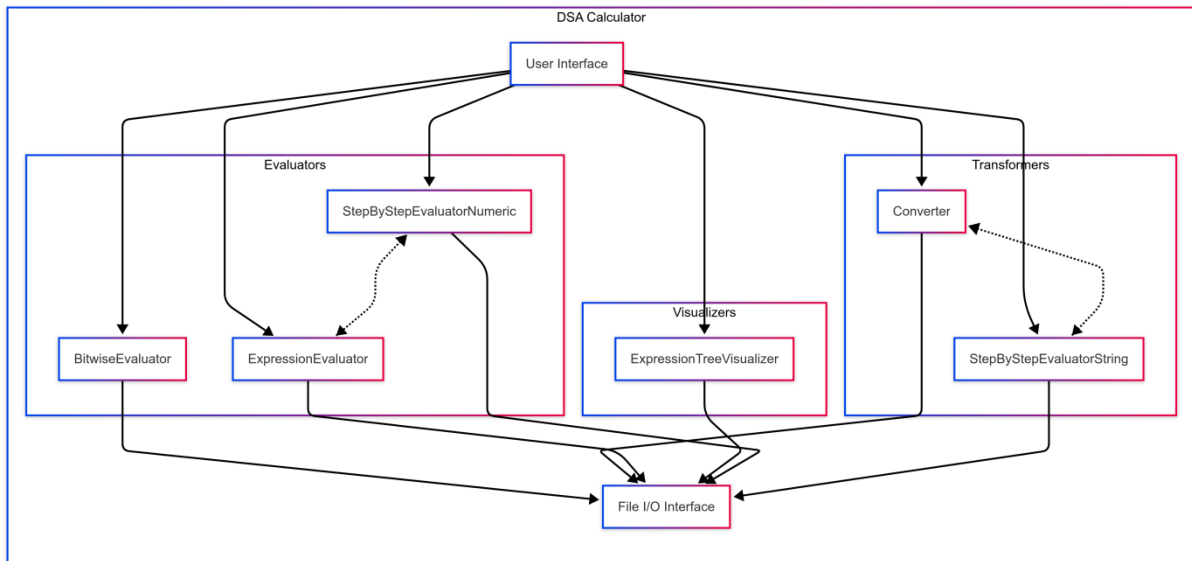 DSA Calculator
User Interface
Evaluators
Transformers
StepByStepEvaluatorNumeric
Converter
Visualizers
BitwiseEvaluator
ExpressionEvaluator
ExpressionTreeVisualizer
StepByStepEvaluatorString
File I/O Interface